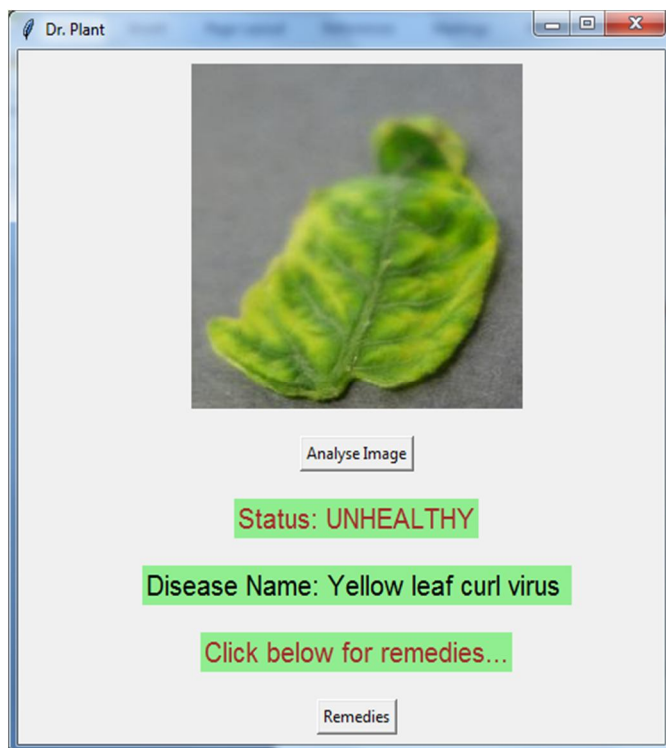 Dr. Plant
Analyse Image
Status: UNHEALTHY
Disease Name: Yellow leaf curl virus
Click below for remedies...
Remedies